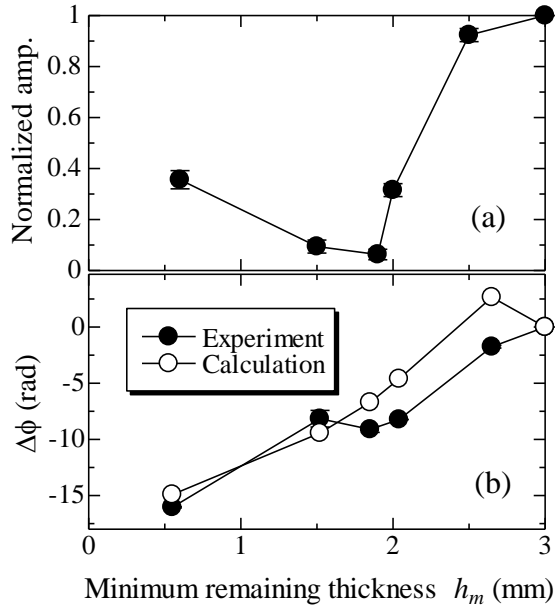 1
0.8
0.6
0.4
0.2
0
Normalized amp.
(a)
0
-5
-10
-15
Δϕ (rad)
Experiment
Calculation
(b)
0 1 2 3
Minimum remaining thickness h_m (mm)